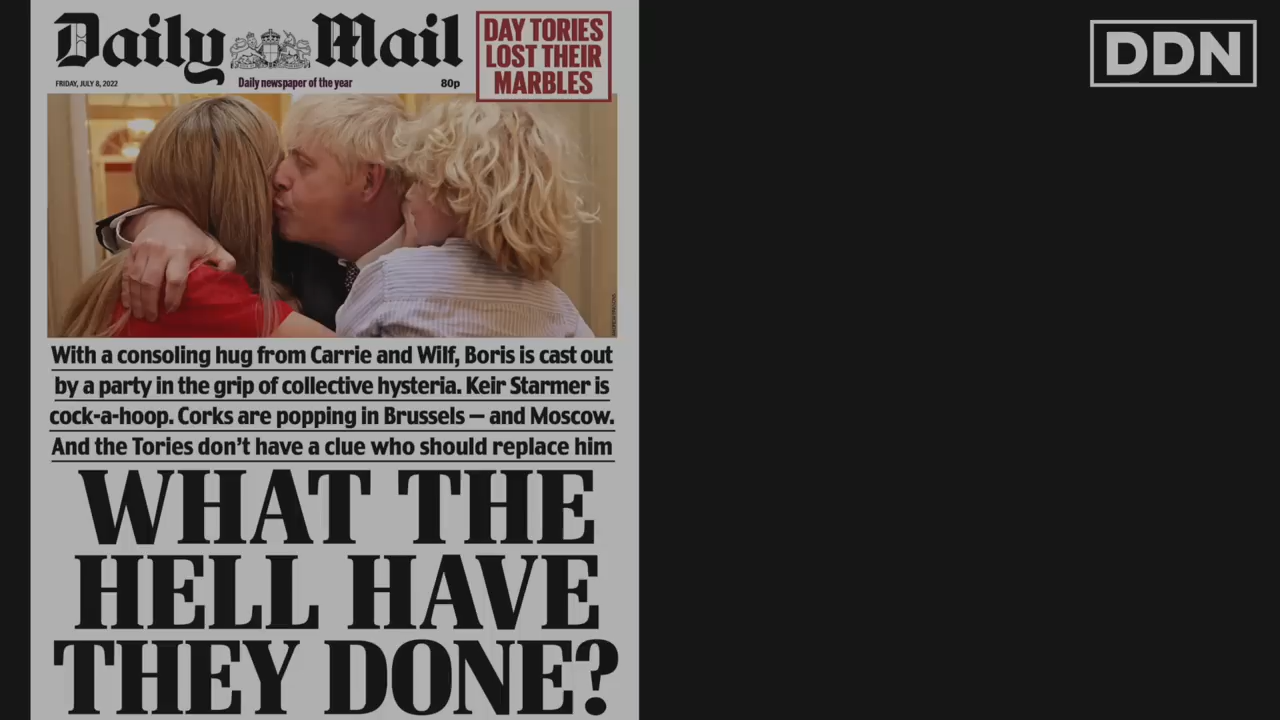 Daily Mail
FRIDAY, JULY 8, 2022
Daily newspaper of the year
80p
DAY TORIES
LOST THEIR
MARBLES
DDN
With a consoling hug from Carrie and Wilf, Boris is cast out
by a party in the grip of collective hysteria. Keir Starmer is
cock-a-hoop. Corks are popping in Brussels – and Moscow.
And the Tories don't have a clue who should replace him
WHAT THE
HELL HAVE
THEY DONE?